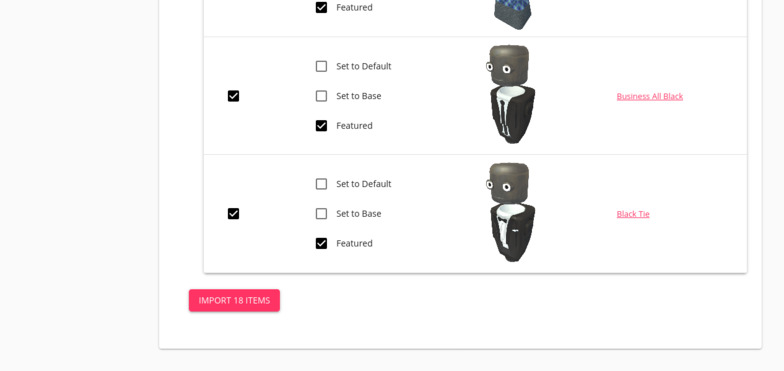 Featured
Set to Default
Set to Base
Business All Black
Featured
Set to Default
Set to Base
Black Tie
Featured
IMPORT 18 ITEMS